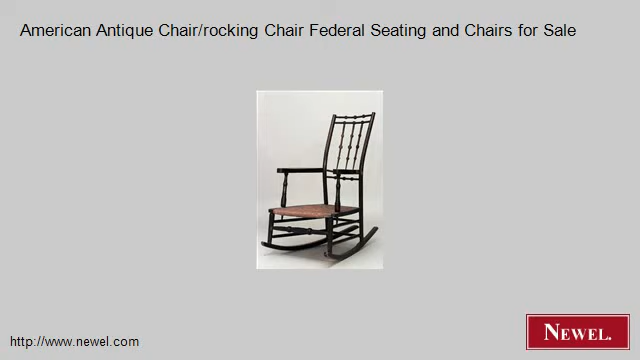 American Antique Chair/rocking Chair Federal Seating and Chairs for Sale
NEWEL.
http://www.newel.com